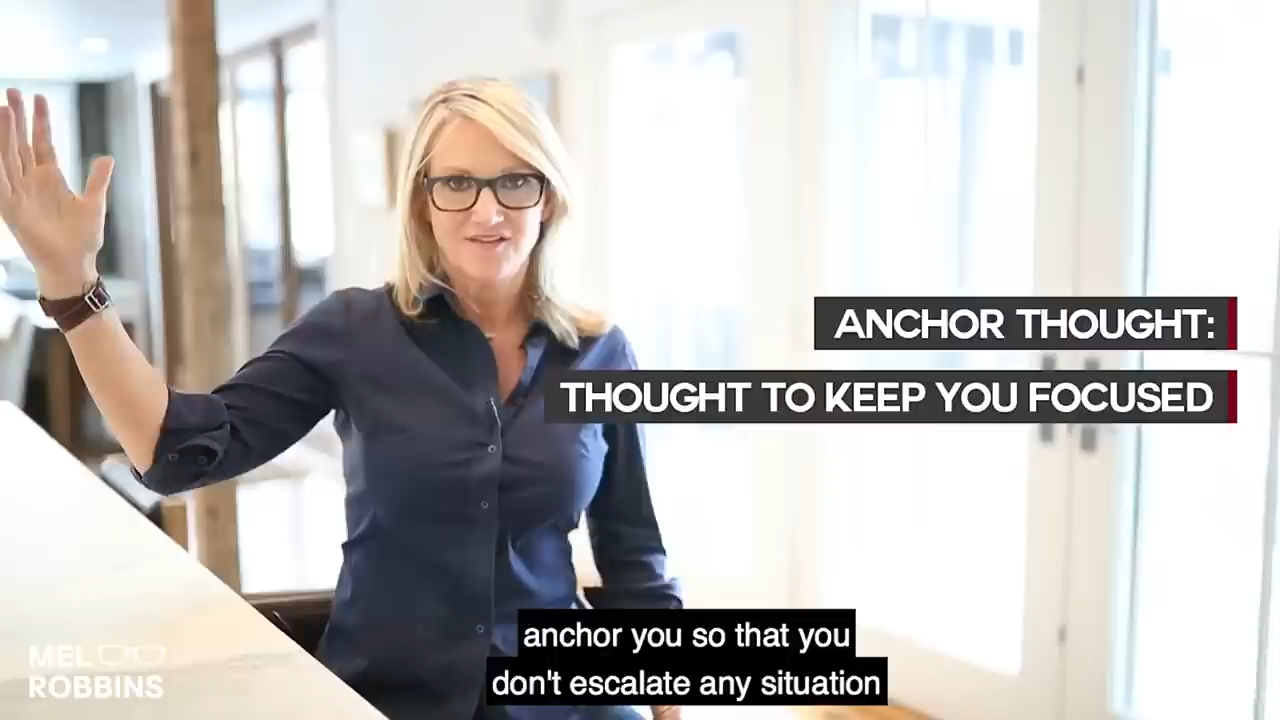 ANCHOR THOUGHT:
THOUGHT TO KEEP YOU FOCUSED
anchor you so that you
don't escalate any situation
MEL
ROBBINS